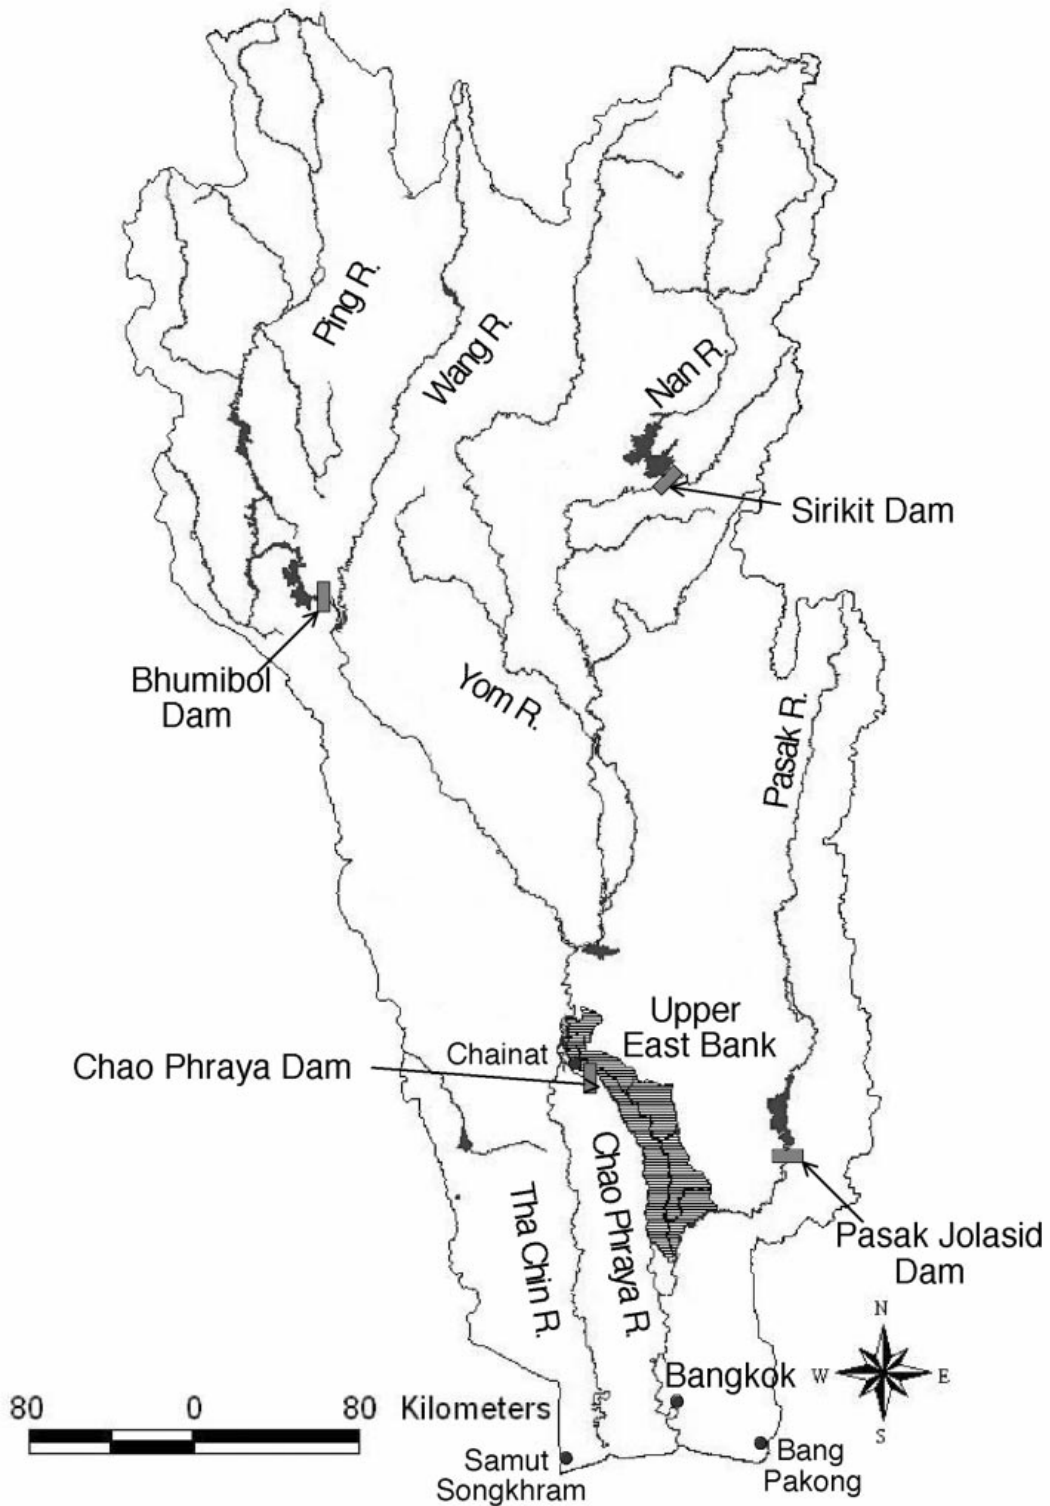 Ping R.
Wang R.
Nan R.
Sirikit Dam
Bhumibol
Dam
Yom R.
Pasak R.
Upper
East Bank
Chainat
Chao Phraya Dam
Chao Phraya R.
Tha Chin R.
Pasak Jolasid
Dam
N
W
E
S
Bangkok
80 0 80 Kilometers
Samut
Songkhram
Bang
Pakong